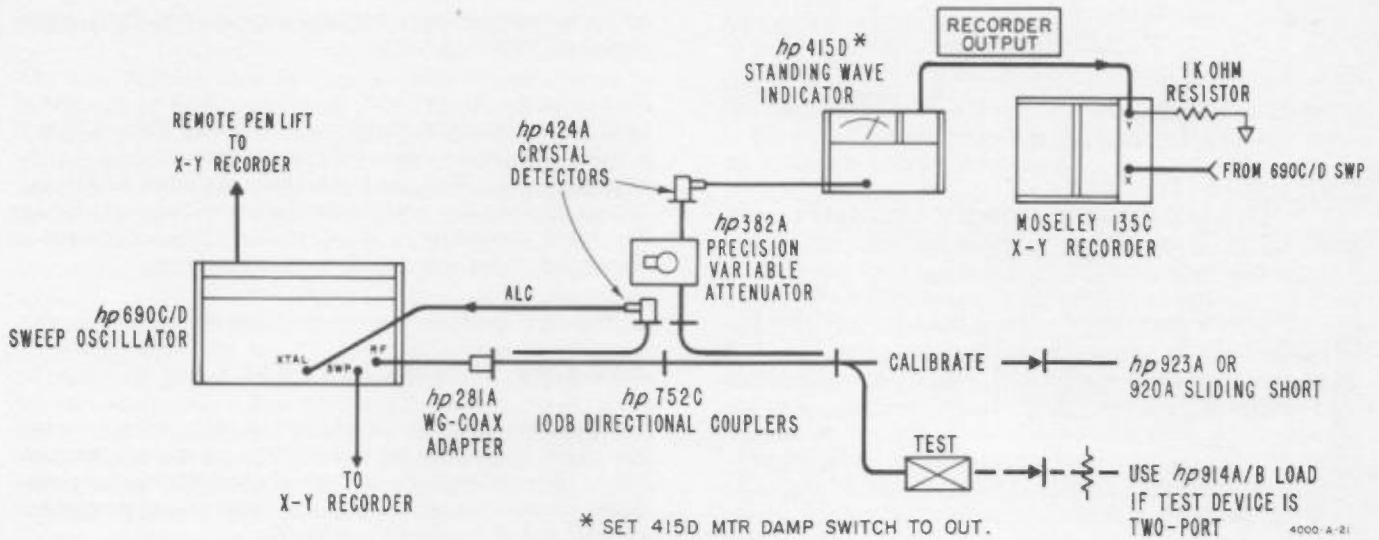 RECORDER
OUTPUT
hp 415D *
STANDING WAVE
INDICATOR
1K OHM
RESISTOR
REMOTE PEN LIFT
TO
X-Y RECORDER
hp 424A
CRYSTAL
DETECTORS
Y
X
FROM 690C/D SWP
MOSELEY 135C
X-Y RECORDER
hp 382A
PRECISION
VARIABLE
ATTENUATOR
ALC
hp 690C/D
SWEEP OSCILLATOR
XTAL
SWP
RF
CALIBRATE
hp 923A OR
920A SLIDING SHORT
hp 281A
WG-COAX
ADAPTER
hp 752C
10DB DIRECTIONAL COUPLERS
TEST
TO
X-Y RECORDER
USE hp 914A/B LOAD
IF TEST DEVICE IS
TWO-PORT
* SET 415D MTR DAMP SWITCH TO OUT.
4000-A-21